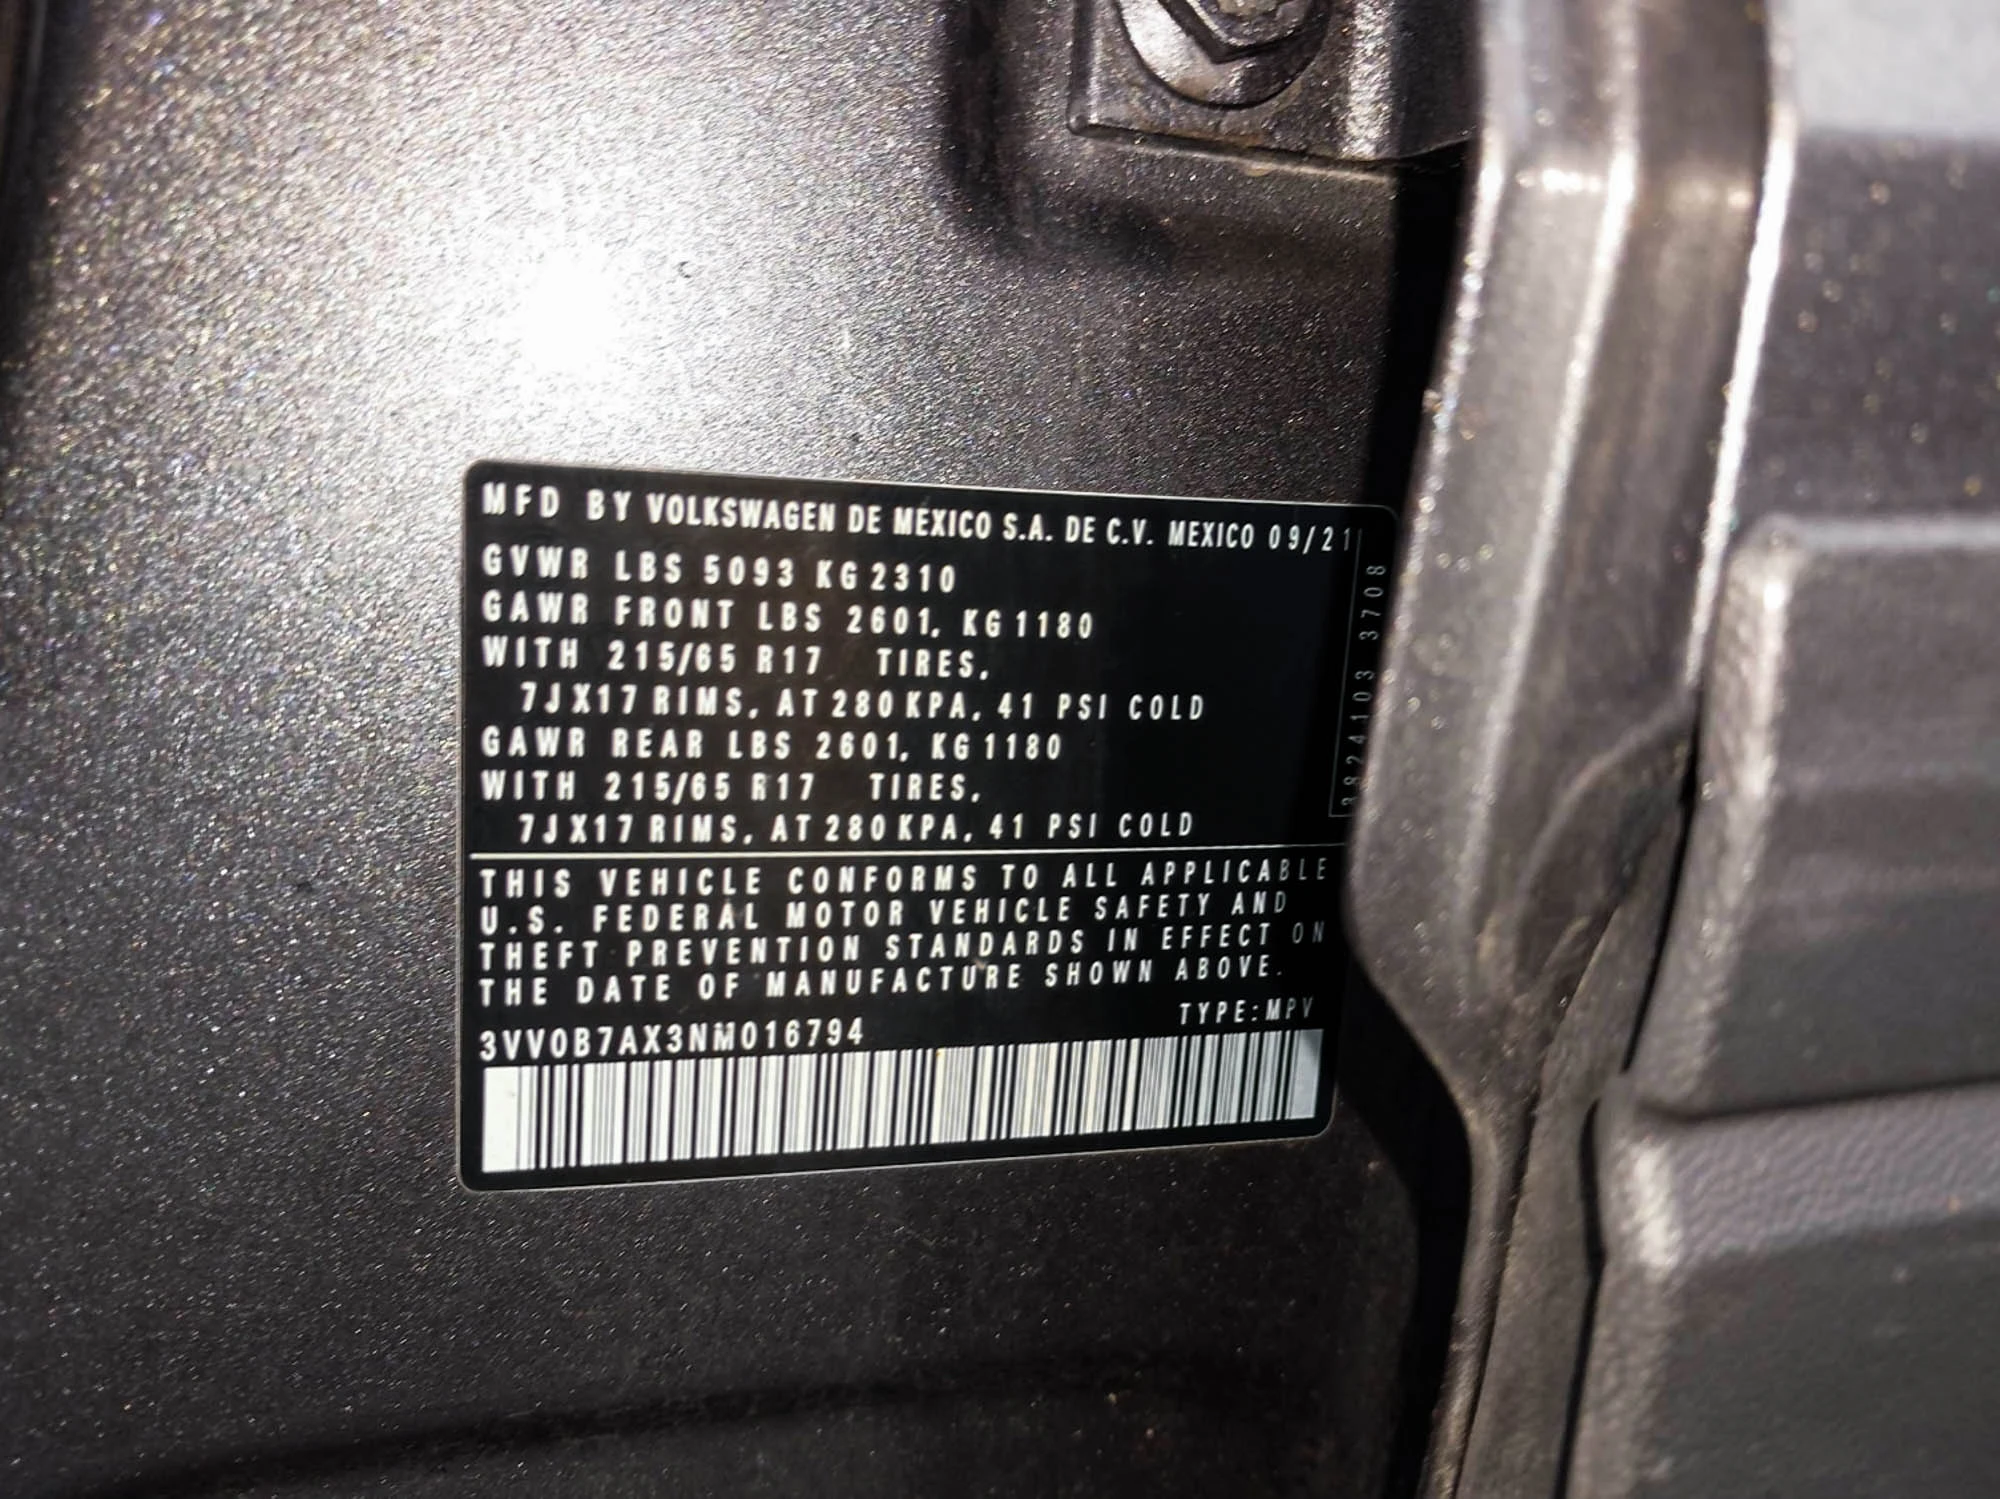 MFD BY VOLKSWAGEN DE MEXICO S.A. DE C.V. MEXICO 09/21
GVWR LBS 5093 KG 2310
GAWR FRONT LBS 2601, KG 1180
WITH 215/65 R17 TIRES,
7JX17 RIMS, AT 280 KPA, 41 PSI COLD
GAWR REAR LBS 2601, KG 1180
WITH 215/65 R17 TIRES,
7JX17 RIMS, AT 280 KPA, 41 PSI COLD
3824103 3708
THIS VEHICLE CONFORMS TO ALL APPLICABLE
U.S. FEDERAL MOTOR VEHICLE SAFETY AND
THEFT PREVENTION STANDARDS IN EFFECT ON
THE DATE OF MANUFACTURE SHOWN ABOVE.
TYPE:MPV
3VV0B7AX3NM016794